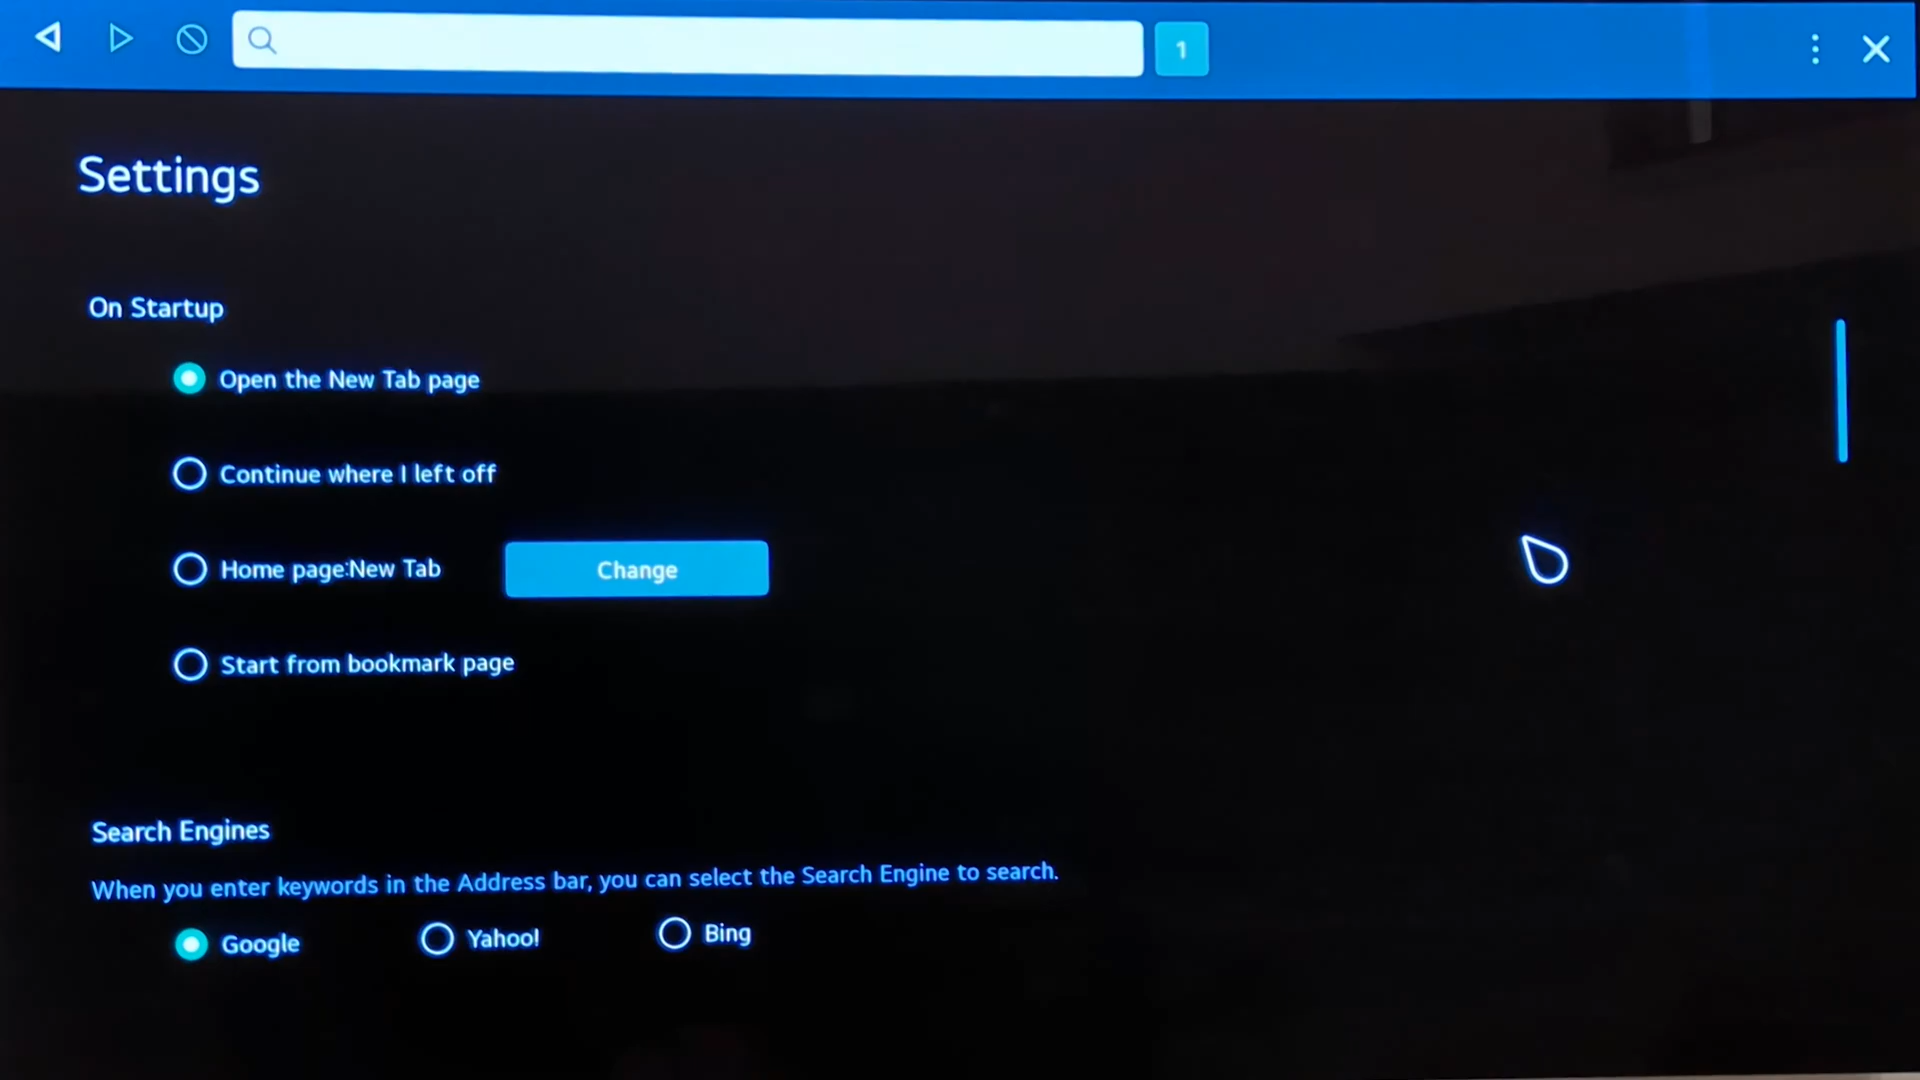 1
Settings
On Startup
Open the New Tab page
Continue where I left off
Home page:New Tab
Change
Start from bookmark page
Search Engines
When you enter keywords in the Address bar, you can select the Search Engine to search.
Google
Yahoo!
Bing